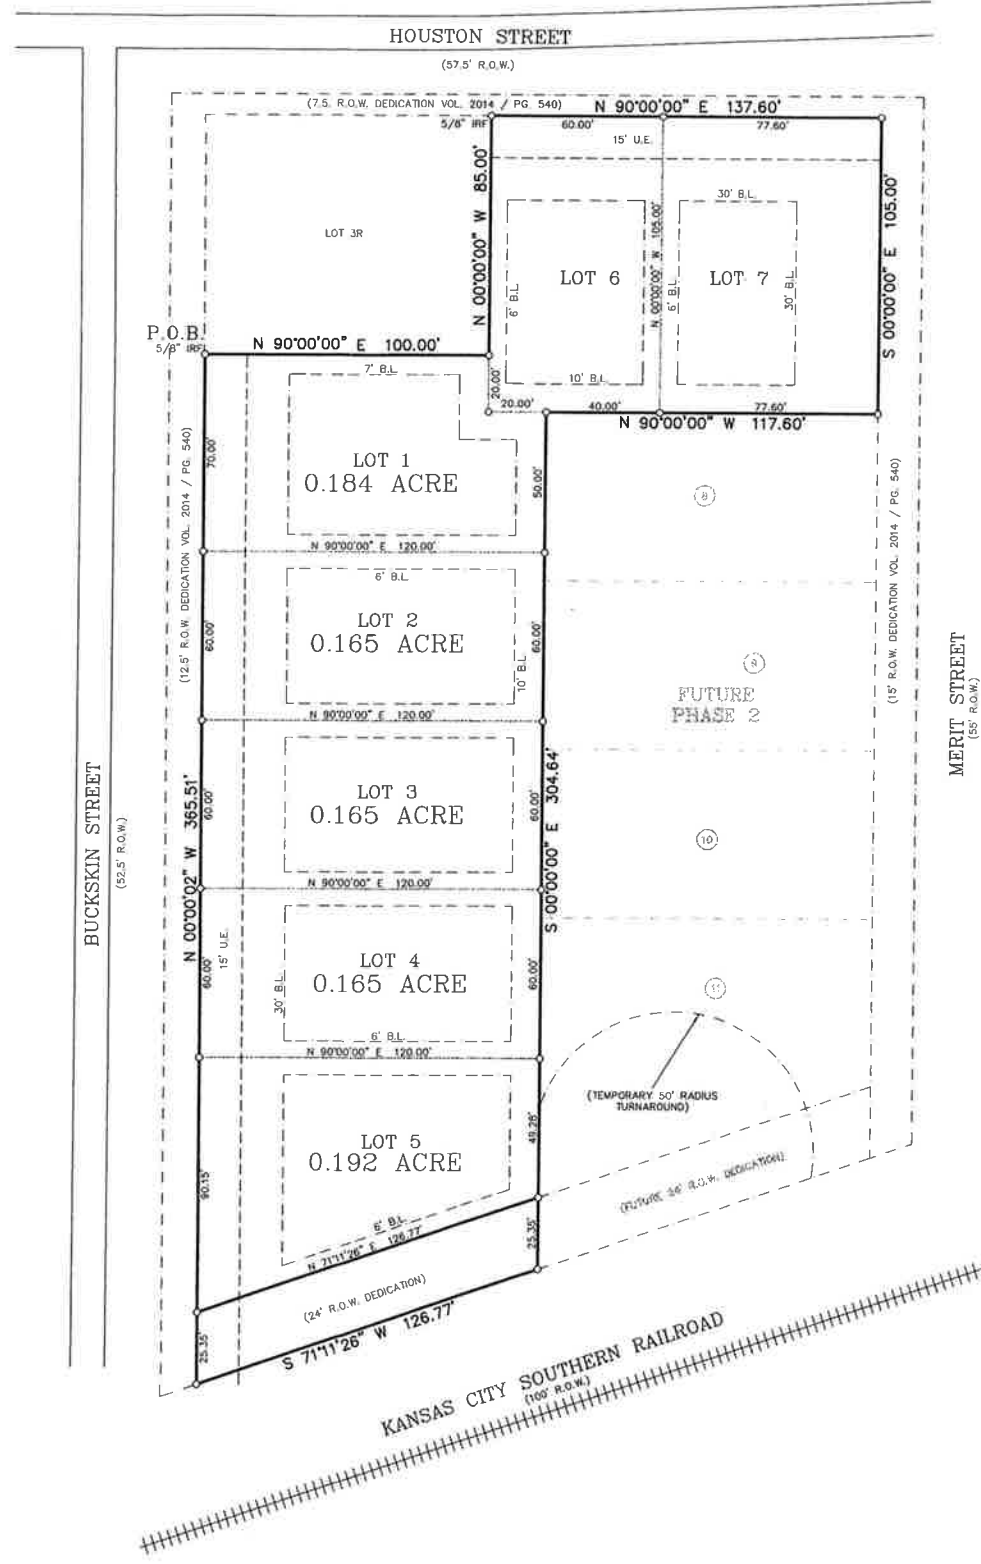 HOUSTON STREET
(57.5' R.O.W.)
(7.5. R.O.W. DEDICATION VOL. 2014 / PG. 540)
N 90°00'00" E 137.60'
5/8" IRF
60.00'
77.60'
15' U.E.
N 00°00'00" W 85.00'
S 00°00'00" E 105.00'
30' B.L.
LOT 3R
LOT 6
LOT 7
6' B.L.
N 00°00'00" W 105.00'
6' B.L.
30' B.L.
P.O.B.
5/8" IRF
N 90°00'00" E 100.00'
7' B.L.
10' B.L.
20.00'
20.00'
40.00'
77.60'
N 90°00'00" W 117.60'
(12.5' R.O.W. DEDICATION VOL. 2014 / PG. 540)
70.00'
LOT 1
0.184 ACRE
50.00'
8
(15' R.O.W. DEDICATION VOL. 2014 / PG. 540)
N 90°00'00" E 120.00'
6' B.L.
60.00'
LOT 2
0.165 ACRE
60.00'
10' B.L.
9
FUTURE
PHASE 2
MERIT STREET
(55' R.O.W.)
N 90°00'00" E 120.00'
N 00°00'02" W 365.51'
60.00'
LOT 3
0.165 ACRE
60.00'
S 00°00'00" E 304.64'
10
BUCKSKIN STREET
(52.5' R.O.W.)
N 90°00'00" E 120.00'
15' U.E.
60.00'
30' B.L.
LOT 4
0.165 ACRE
60.00'
11
6' B.L.
N 90°00'00" E 120.00'
(TEMPORARY 50' RADIUS
TURNAROUND)
90.15'
LOT 5
0.192 ACRE
49.28'
6' B.L.
N 71°11'26" E 126.77'
(FUTURE 24' R.O.W. DEDICATION)
25.35'
(24' R.O.W. DEDICATION)
25.35'
S 71°11'26" W 126.77'
KANSAS CITY SOUTHERN RAILROAD
(100' R.O.W.)